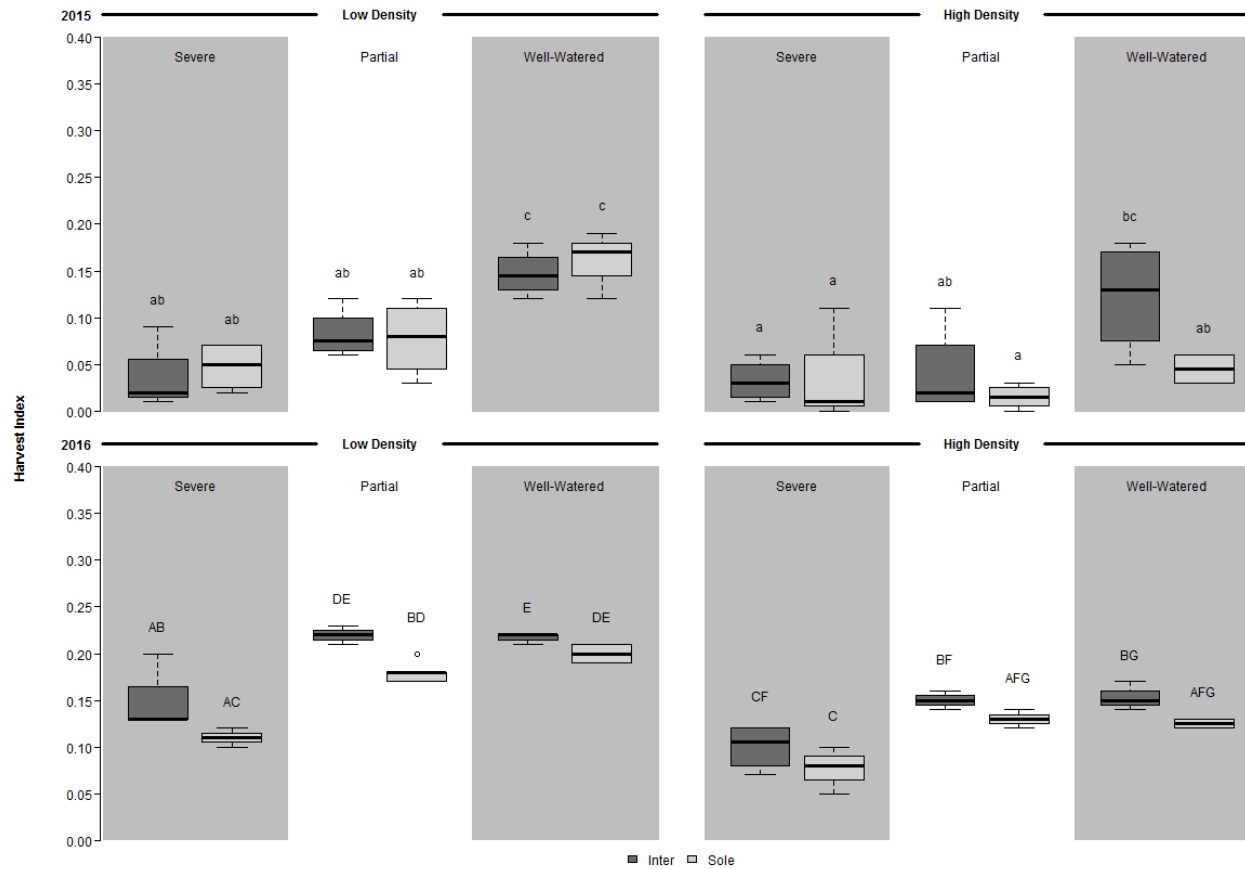 2015 Low Density High Density
0.40
Severe Partial Well-Watered Severe Partial Well-Watered
0.35
0.30
0.25
0.20
0.15
0.10
0.05
0.00
ab ab ab ab c c a a ab a bc ab
Harvest Index
2016 Low Density High Density
0.40
Severe Partial Well-Watered Severe Partial Well-Watered
0.35
0.30
0.25
0.20
0.15
0.10
0.05
0.00
AB AC DE BD E DE CF C BF AFG BG AFG
Inter Sole